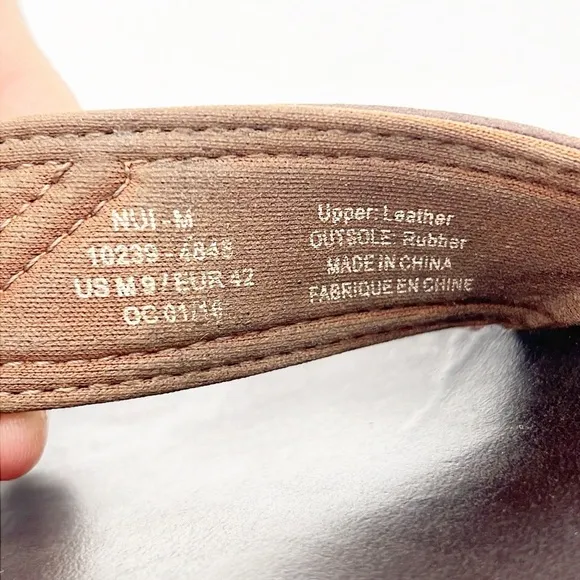 NUI - M
10239 - 4848
US M 9 / EUR 42
OC 01/16
Upper: Leather
OUTSOLE: Rubber
MADE IN CHINA
FABRIQUE EN CHINE